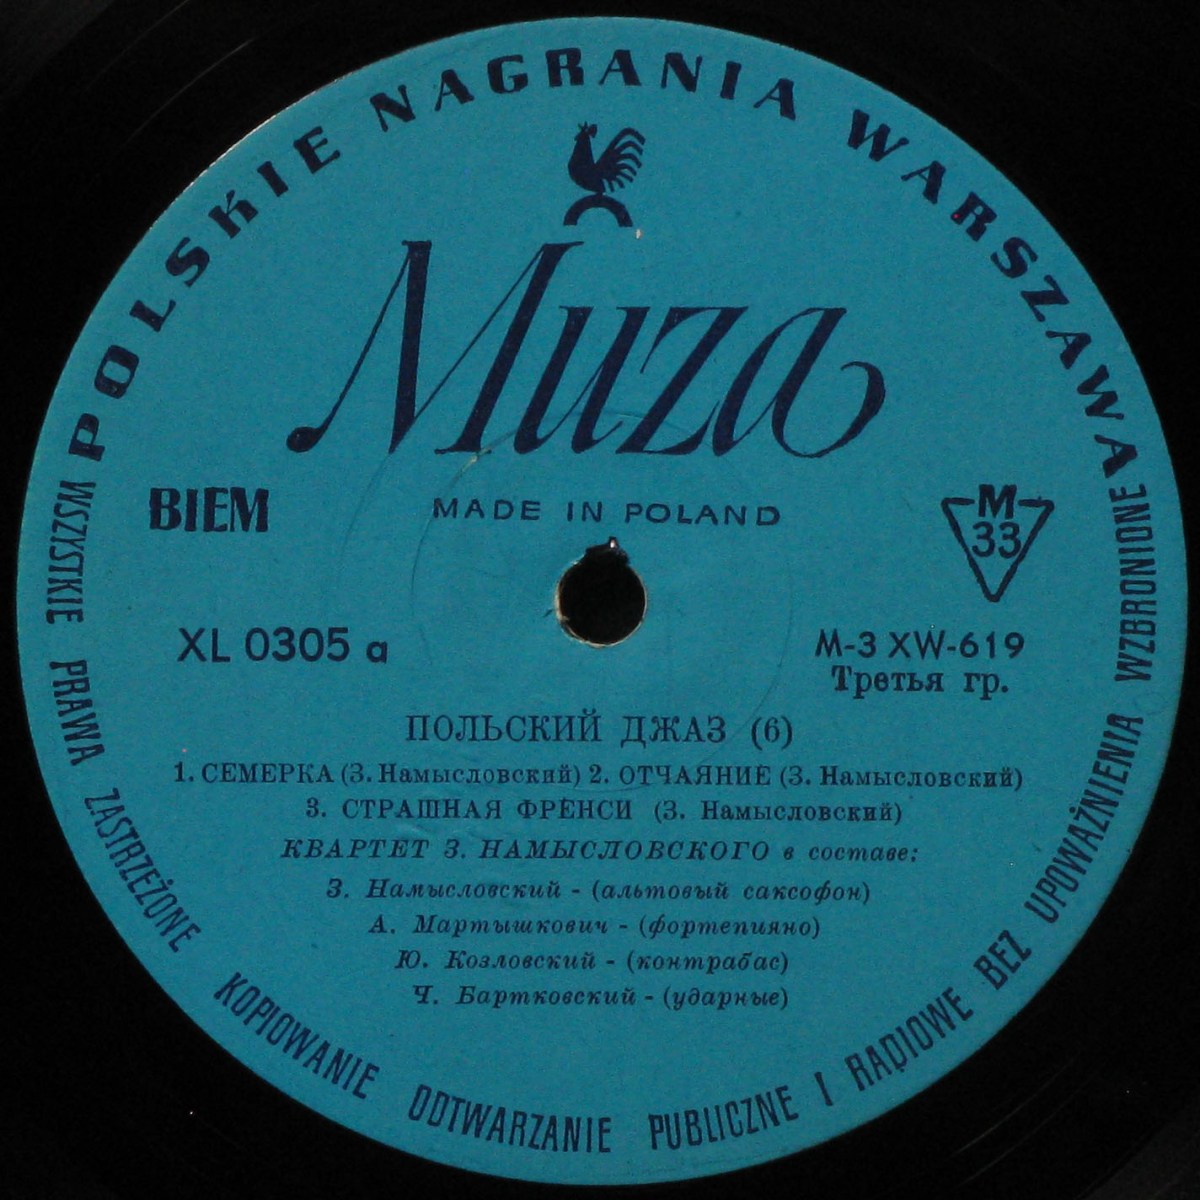 POLSKIE NAGRANIA WARSZAWA
Muza
BIEM
MADE IN POLAND
M
33
XL 0305 a
M-3 XW-619
Третья гр.
ПОЛЬСКИЙ ДЖАЗ (6)
1. СЕМЕРКА (З. Намысловский) 2. ОТЧАЯНИЕ (З. Намысловский)
3. СТРАШНАЯ ФРЕНСИ (З. Намысловский)
КВАРТЕТ З. НАМЫСЛОВСКОГО в составе:
З. Намысловский - (альтовый саксофон)
А. Мартышкович - (фортепияно)
Ю. Козловский - (контрабас)
Ч. Бартковский - (ударные)
WSZYSTKIE PRAWA ZASTRZEŻONE KOPIOWANIE ODTWARZANIE PUBLICZNE I RADIOWE BEZ UPOWAŻNIENIA WZBRONIONE